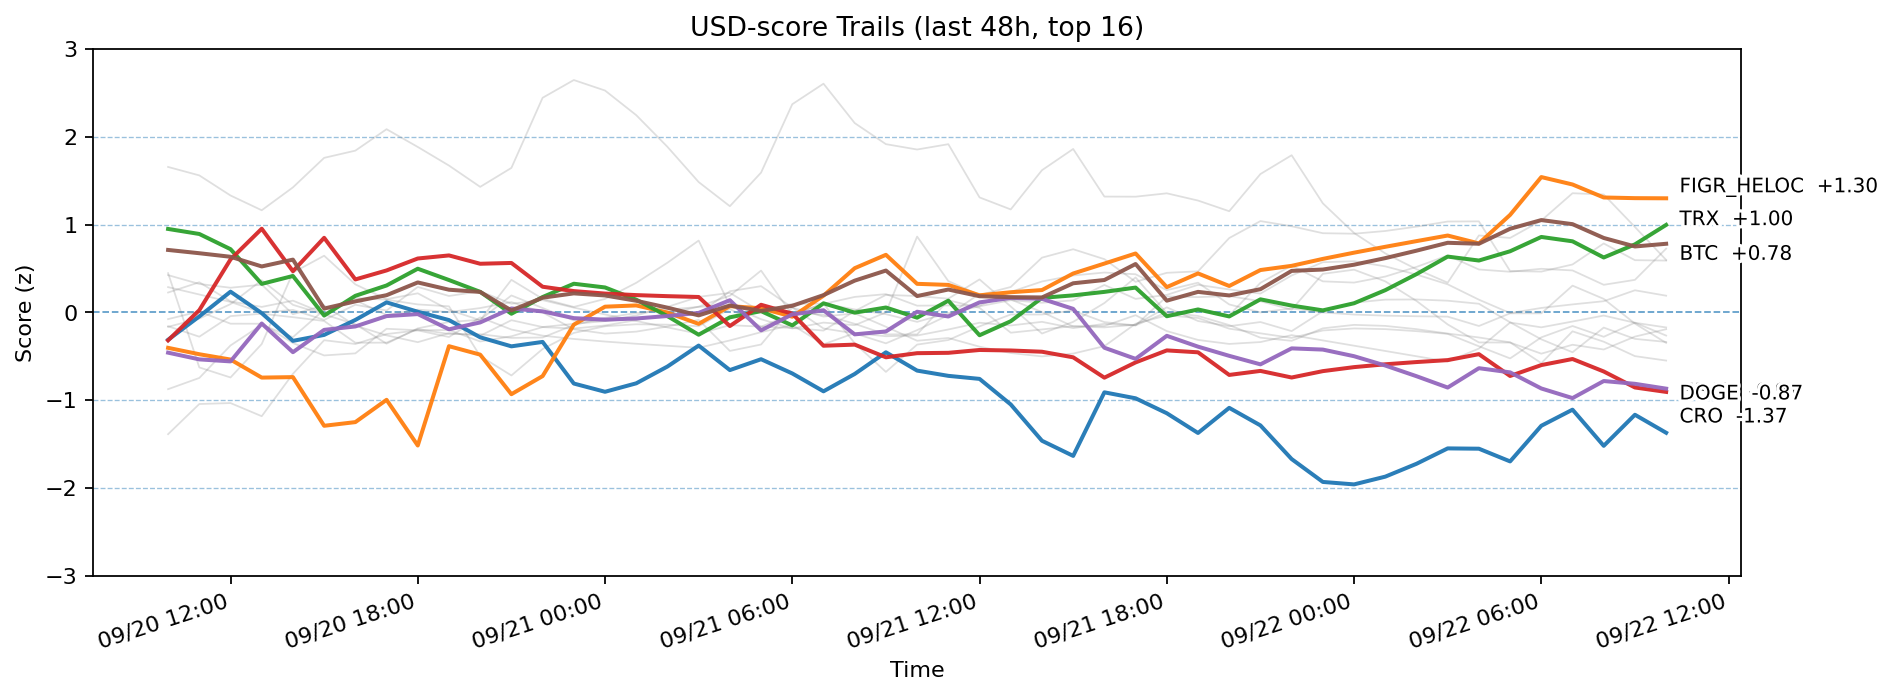 USD-score Trails (last 48h, top 16)
Score (z)
3
2
1
0
−1
−2
−3
FIGR_HELOC +1.30
TRX +1.00
BTC +0.78
DOGE -0.87
CRO -1.37
09/20 12:00
09/20 18:00
09/21 00:00
09/21 06:00
09/21 12:00
09/21 18:00
09/22 00:00
09/22 06:00
09/22 12:00
Time